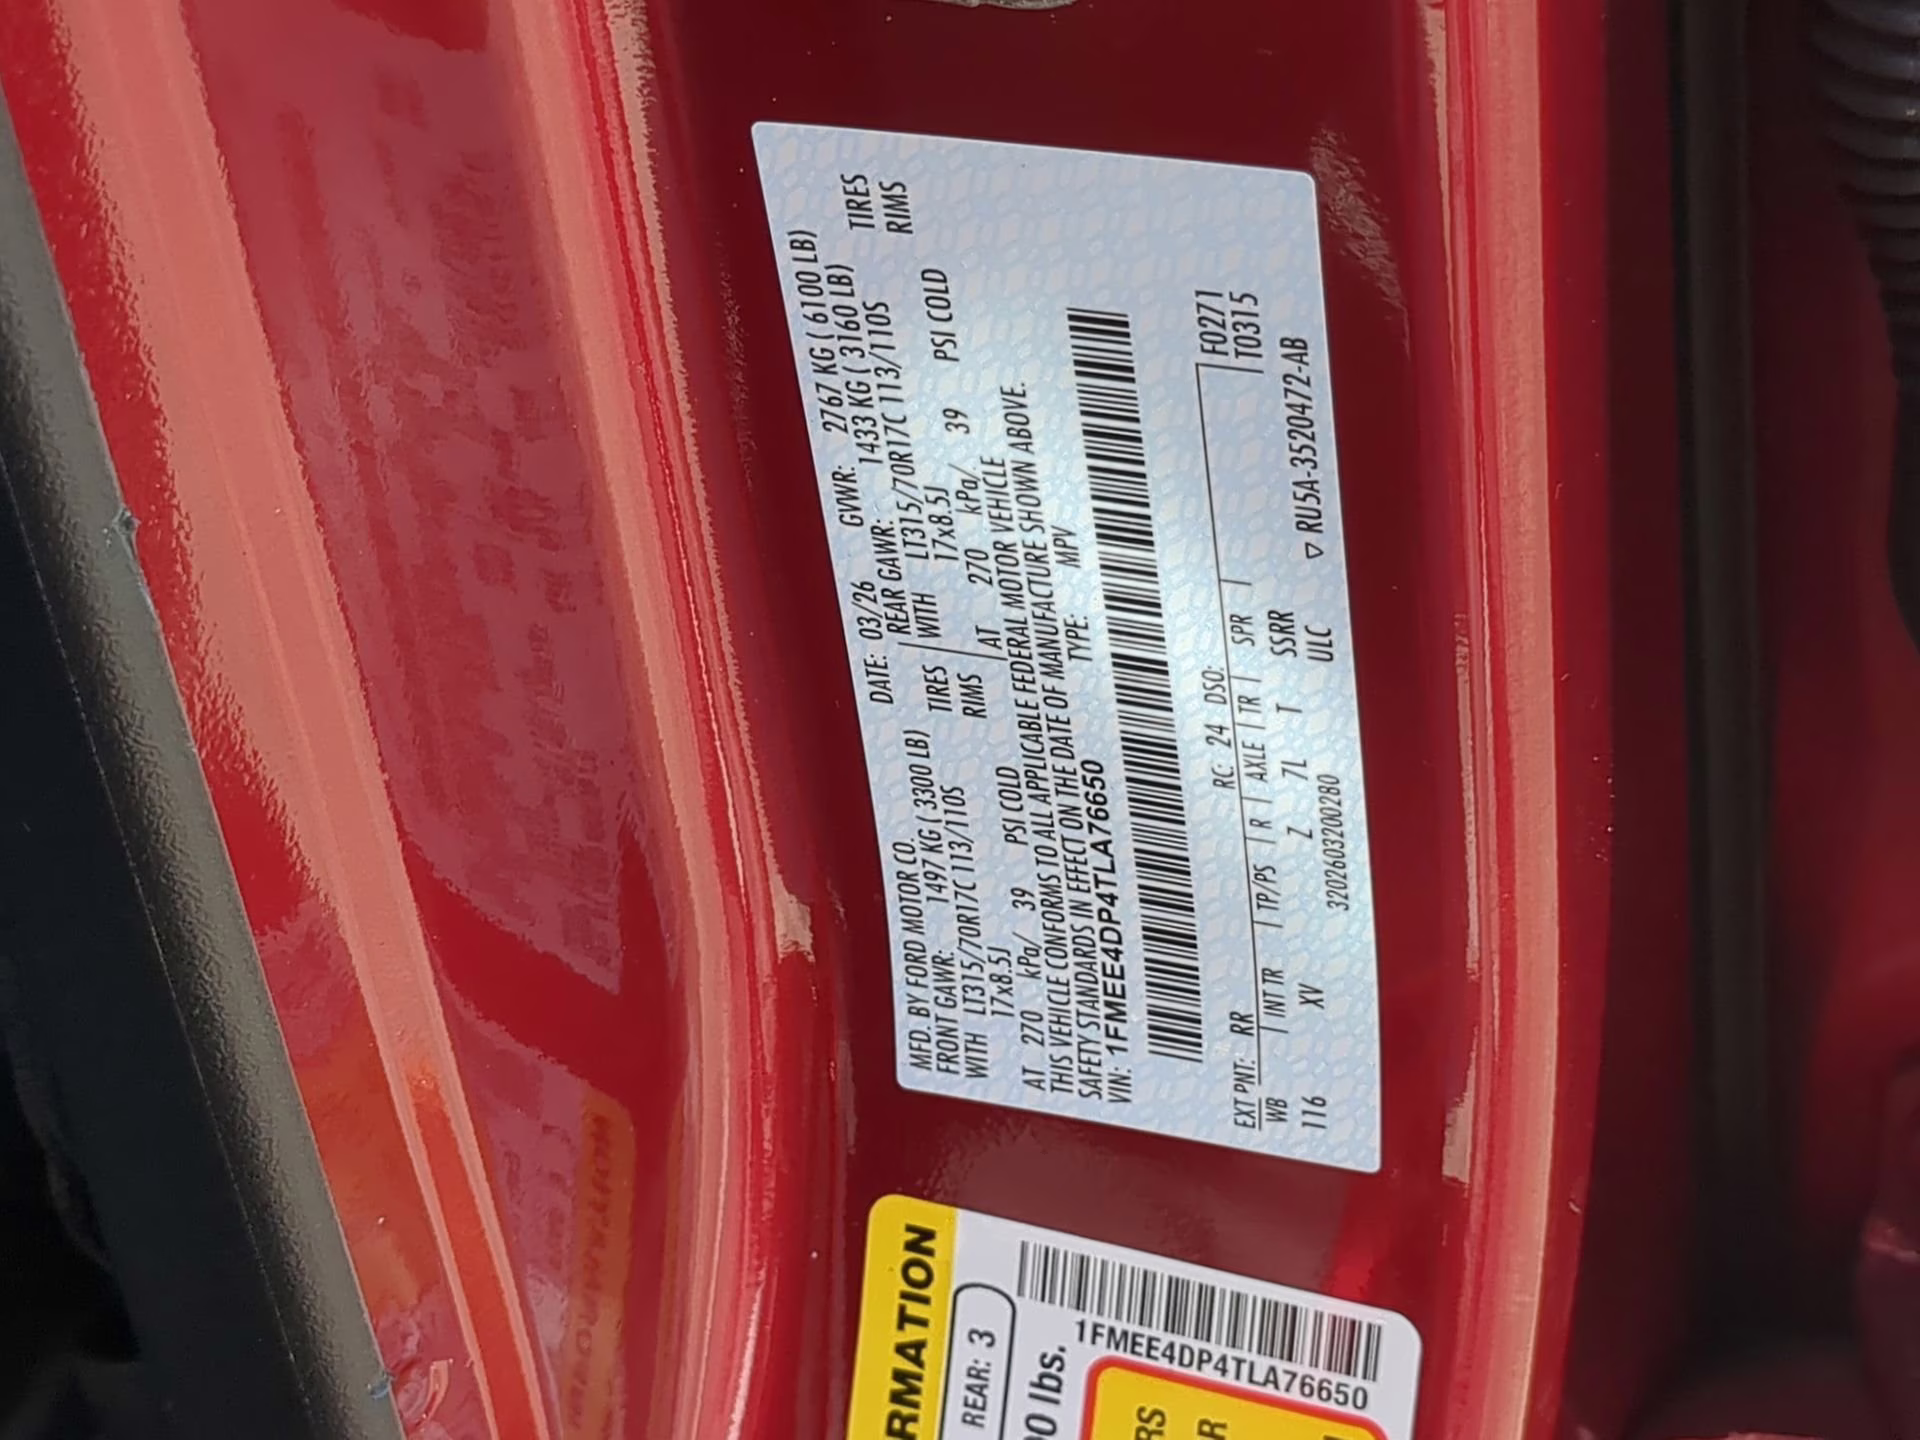 MFD. BY FORD MOTOR CO.
DATE: 03/26 GVWR: 2767 KG ( 6100 LB)
FRONT GAWR: 1497 KG ( 3300 LB) REAR GAWR: 1433 KG ( 3160 LB)
WITH LT315/70R17C 113/110S TIRES WITH LT315/70R17C 113/110S TIRES
17x8.5J RIMS 17x8.5J RIMS
AT 270 kPa/ 39 PSI COLD AT 270 kPa/ 39 PSI COLD
THIS VEHICLE CONFORMS TO ALL APPLICABLE FEDERAL MOTOR VEHICLE
SAFETY STANDARDS IN EFFECT ON THE DATE OF MANUFACTURE SHOWN ABOVE.
VIN: 1FMEE4DP4TLA76650 TYPE: MPV
F0271
T0315
EXT PNT: RR RC: 24 DSO:
WB INT TR TP/PS R AXLE TR SPR
116 XV Z 7L T SSRR
ULC ▽ RU5A-3520472-AB
3202603200280
RMATION
REAR: 3
00 lbs.
1FMEE4DP4TLA76650
RS
R